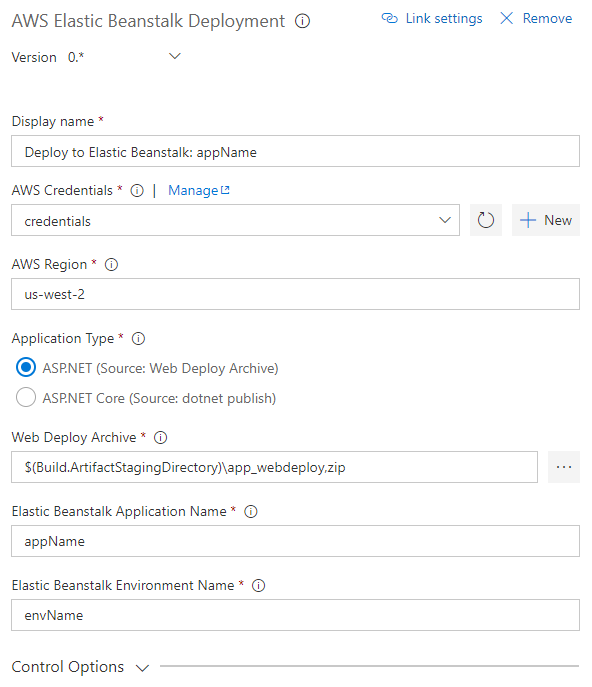 AWS Elastic Beanstalk Deployment Link settings Remove
Version 0.*
Display name *
Deploy to Elastic Beanstalk: appName
AWS Credentials * | Manage
credentials New
AWS Region *
us-west-2
Application Type *
ASP.NET (Source: Web Deploy Archive)
ASP.NET Core (Source: dotnet publish)
Web Deploy Archive *
$(Build.ArtifactStagingDirectory)\app_webdeploy,zip
Elastic Beanstalk Application Name *
appName
Elastic Beanstalk Environment Name *
envName
Control Options